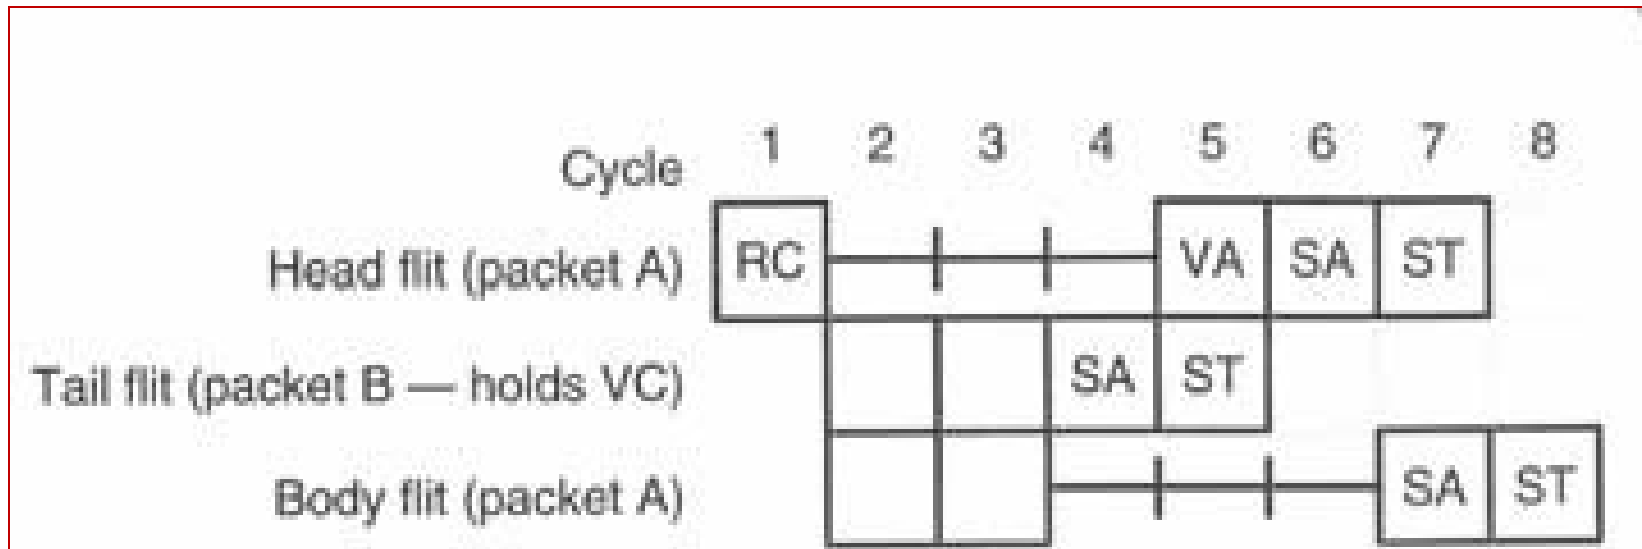 Cycle 1 2 3 4 5 6 7 8
Head flit (packet A) RC VA SA ST
Tail flit (packet B — holds VC) SA ST
Body flit (packet A) SA ST